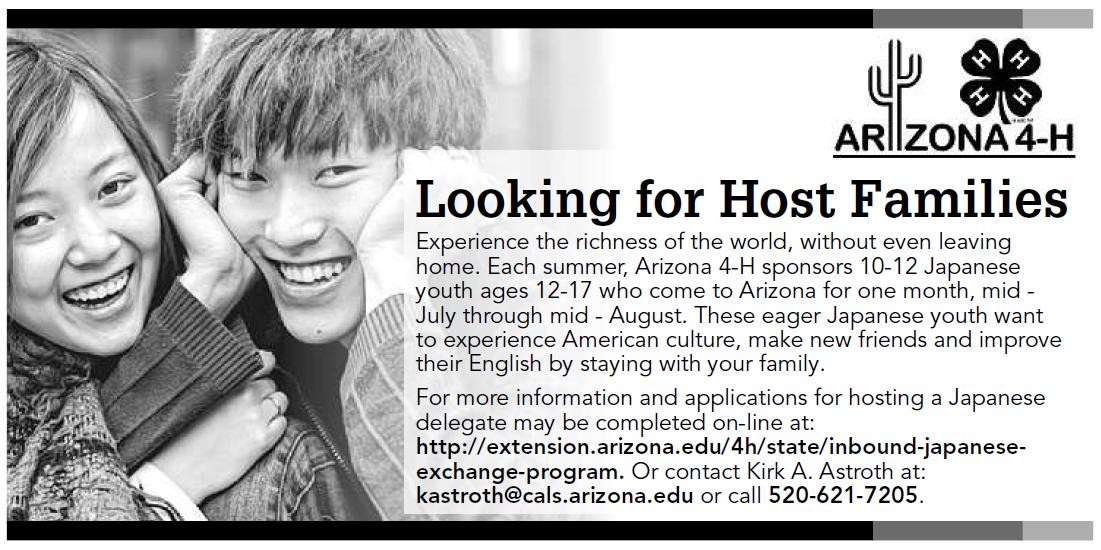 H H
H H
ARIZONA 4-H
Looking for Host Families
Experience the richness of the world, without even leaving
home. Each summer, Arizona 4-H sponsors 10-12 Japanese
youth ages 12-17 who come to Arizona for one month, mid -
July through mid - August. These eager Japanese youth want
to experience American culture, make new friends and improve
their English by staying with your family.
For more information and applications for hosting a Japanese
delegate may be completed on-line at:
http://extension.arizona.edu/4h/state/inbound-japanese-
exchange-program. Or contact Kirk A. Astroth at:
kastroth@cals.arizona.edu or call 520-621-7205.